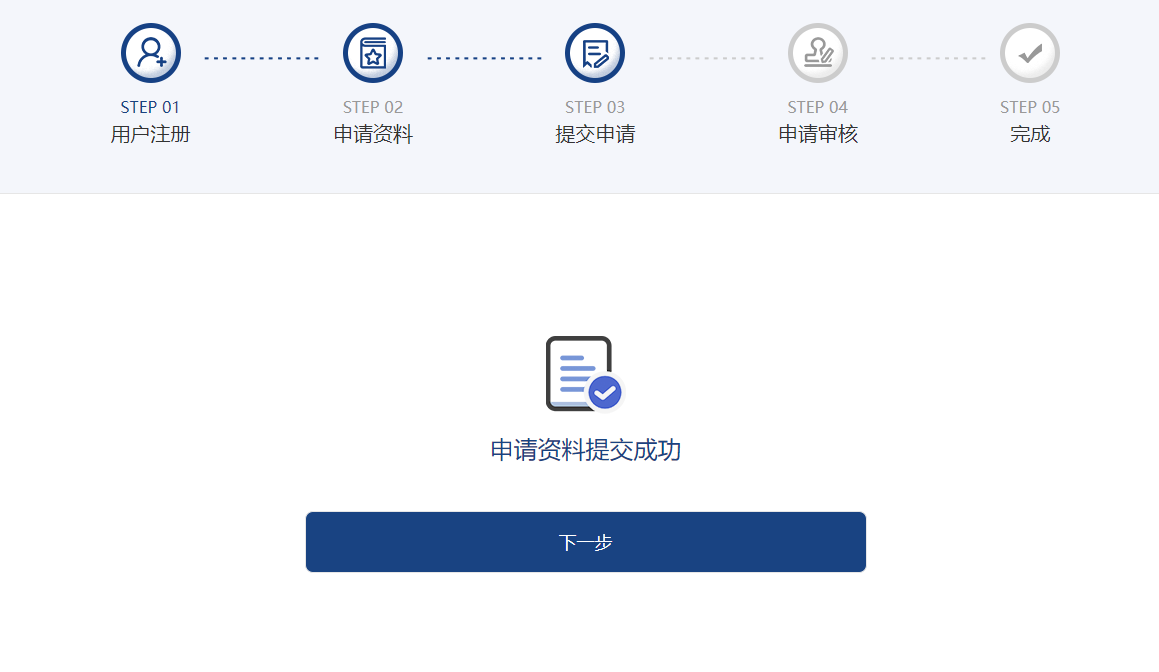 STEP 01
用户注册
STEP 02
申请资料
STEP 03
提交申请
STEP 04
申请审核
STEP 05
完成
申请资料提交成功
下一步